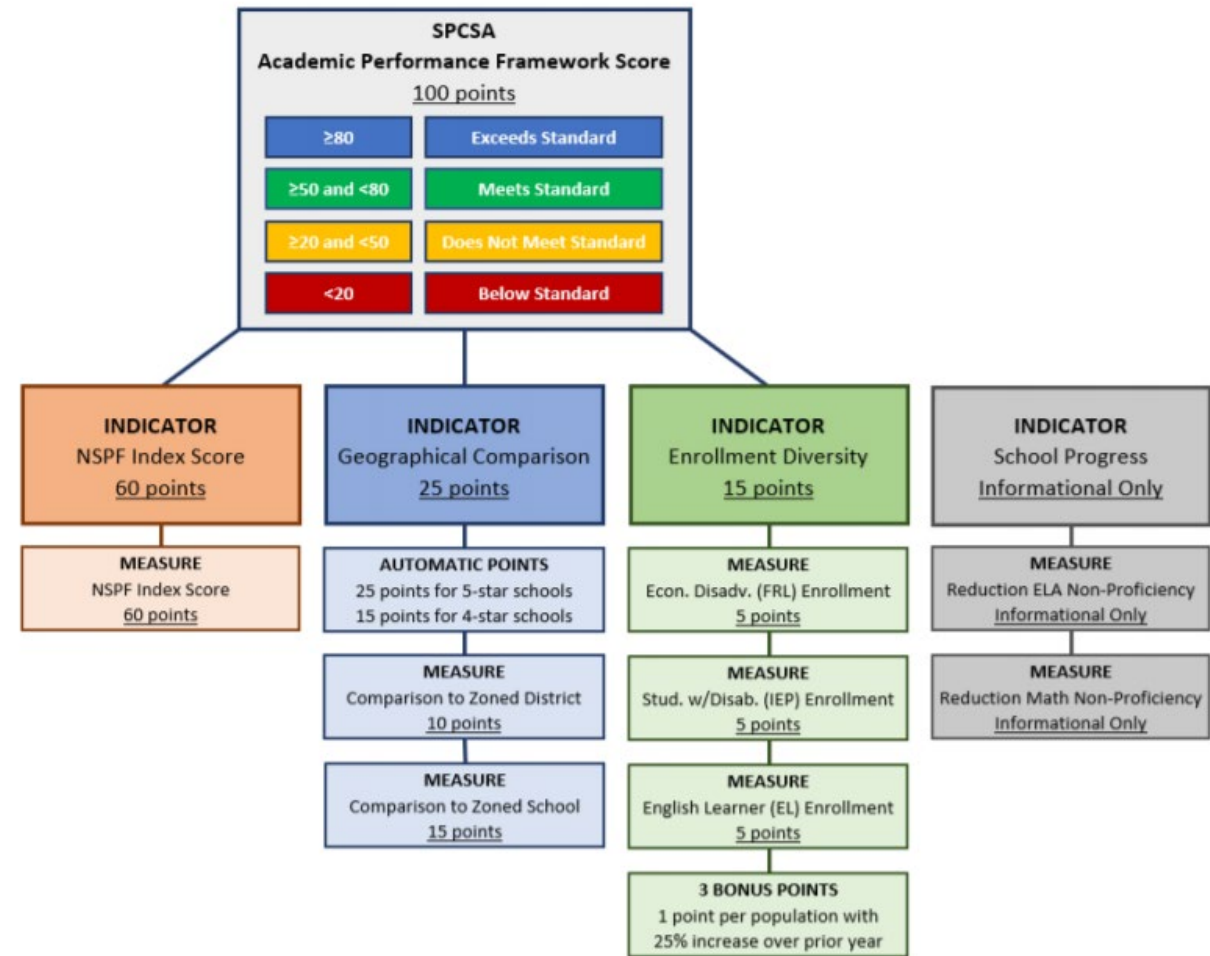 SPCSA
Academic Performance Framework Score
100 points
≥80
Exceeds Standard
≥50 and <80
Meets Standard
≥20 and <50
Does Not Meet Standard
<20
Below Standard
INDICATOR
NSPF Index Score
60 points
MEASURE
NSPF Index Score
60 points
INDICATOR
Geographical Comparison
25 points
AUTOMATIC POINTS
25 points for 5-star schools
15 points for 4-star schools
MEASURE
Comparison to Zoned District
10 points
MEASURE
Comparison to Zoned School
15 points
INDICATOR
Enrollment Diversity
15 points
MEASURE
Econ. Disadv. (FRL) Enrollment
5 points
MEASURE
Stud. w/Disab. (IEP) Enrollment
5 points
MEASURE
English Learner (EL) Enrollment
5 points
3 BONUS POINTS
1 point per population with
25% increase over prior year
INDICATOR
School Progress
Informational Only
MEASURE
Reduction ELA Non-Proficiency
Informational Only
MEASURE
Reduction Math Non-Proficiency
Informational Only